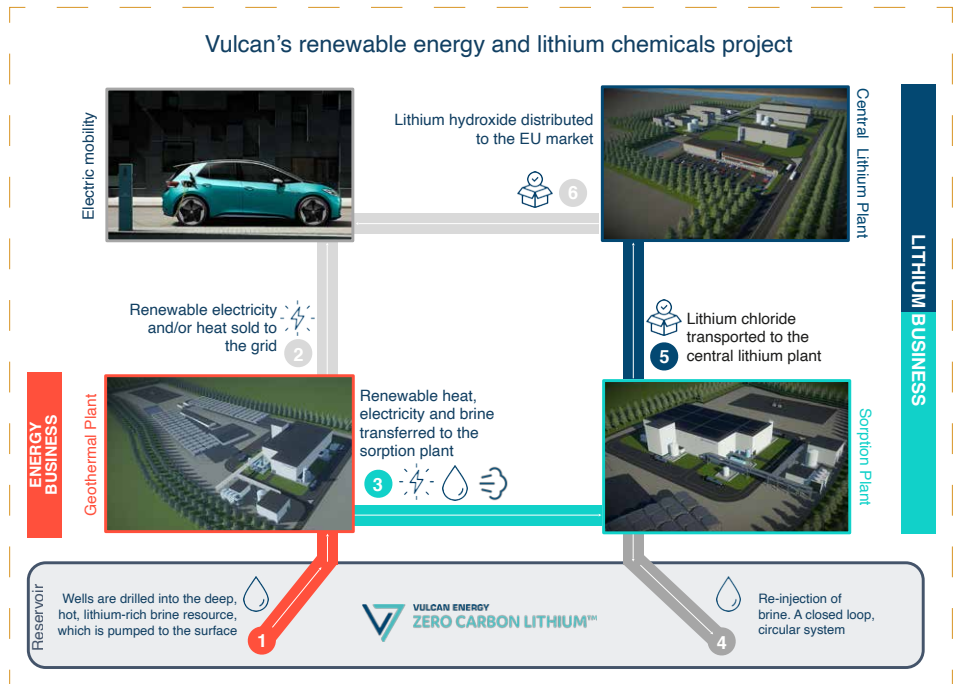 Vulcan's renewable energy and lithium chemicals project
Electric mobility
Lithium hydroxide distributed
to the EU market
6
Central Lithium Plant
Renewable electricity
and/or heat sold to
the grid
2
Lithium chloride
transported to the
central lithium plant
5
LITHIUM BUSINESS
ENERGY
BUSINESS
Geothermal Plant
Renewable heat,
electricity and brine
transferred to the
sorption plant
3
Sorption Plant
Reservoir
Wells are drilled into the deep,
hot, lithium-rich brine resource,
which is pumped to the surface
1
VULCAN ENERGY
ZERO CARBON LITHIUM™
4
Re-injection of
brine. A closed loop,
circular system